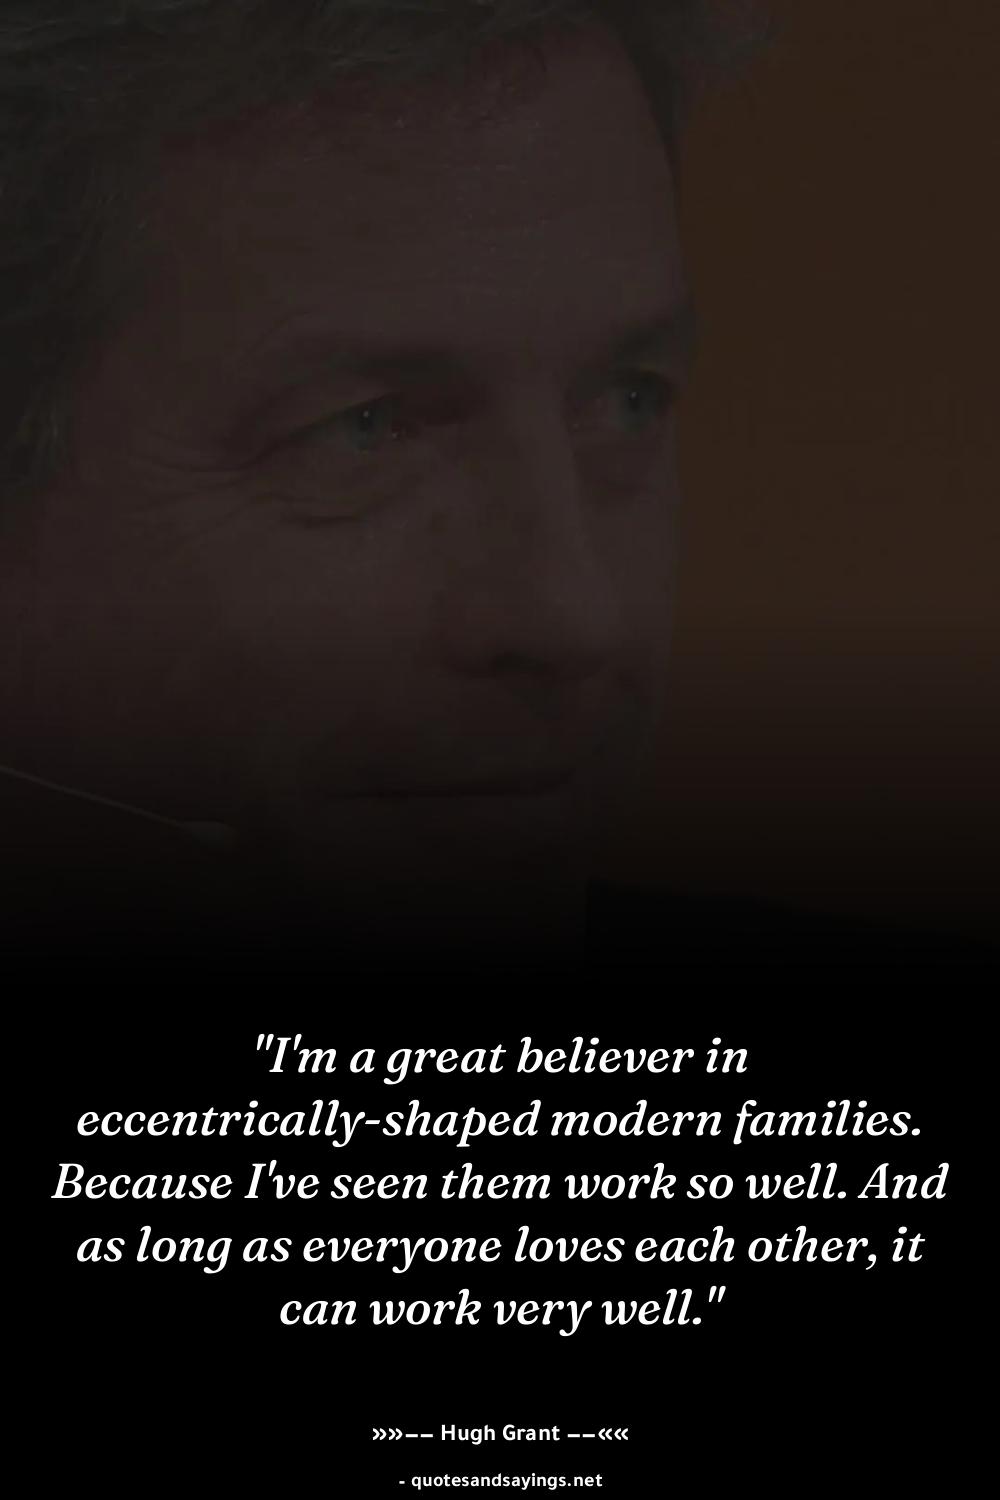 "I'm a great believer in
eccentrically-shaped modern families.
Because I've seen them work so well. And
as long as everyone loves each other, it
can work very well."
»»–– Hugh Grant ––««
- quotesandsayings.net